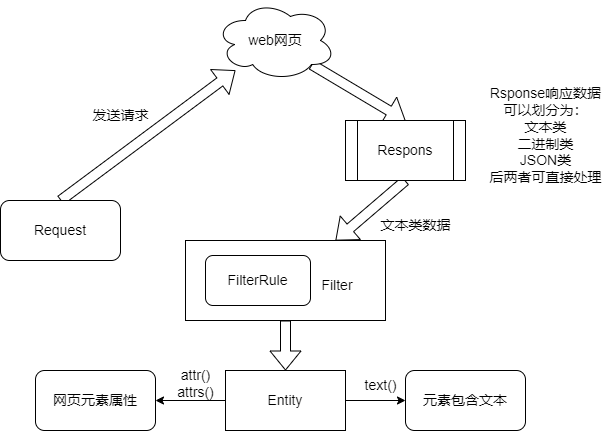 web网页
发送请求
Rsponse响应数据
可以划分为：
文本类
二进制类
JSON类
后两者可直接处理
Respons
Request
文本类数据
FilterRule
Filter
attr()
attrs()
网页元素属性
Entity
text()
元素包含文本